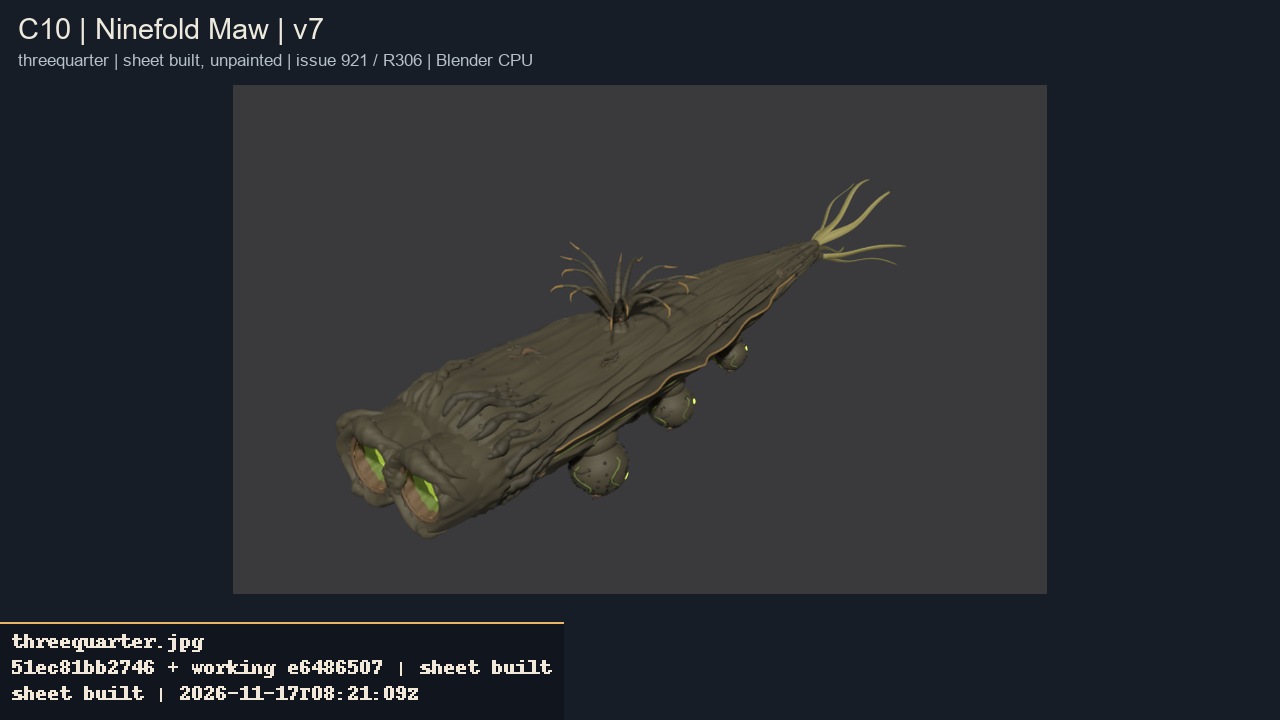 C10 | Ninefold Maw | v7
threequarter | sheet built, unpainted | issue 921 / R306 | Blender CPU
threequarter.jpg
51ec81bb2746 + working e6486507 | sheet built
sheet built | 2026-11-17T08:21:09Z